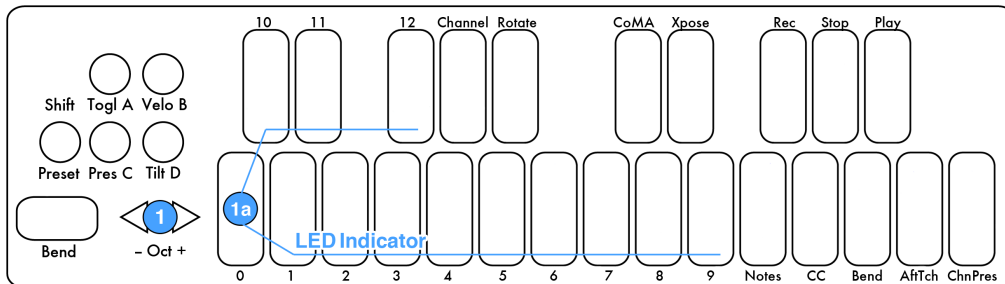 10 11 12 Channel Rotate CoMA Xpose Rec Stop Play
Shift Togl A Velo B
Preset Pres C Tilt D
1a
1
LED Indicator
Bend – Oct +
0 1 2 3 4 5 6 7 8 9 Notes CC Bend AftTch ChnPres